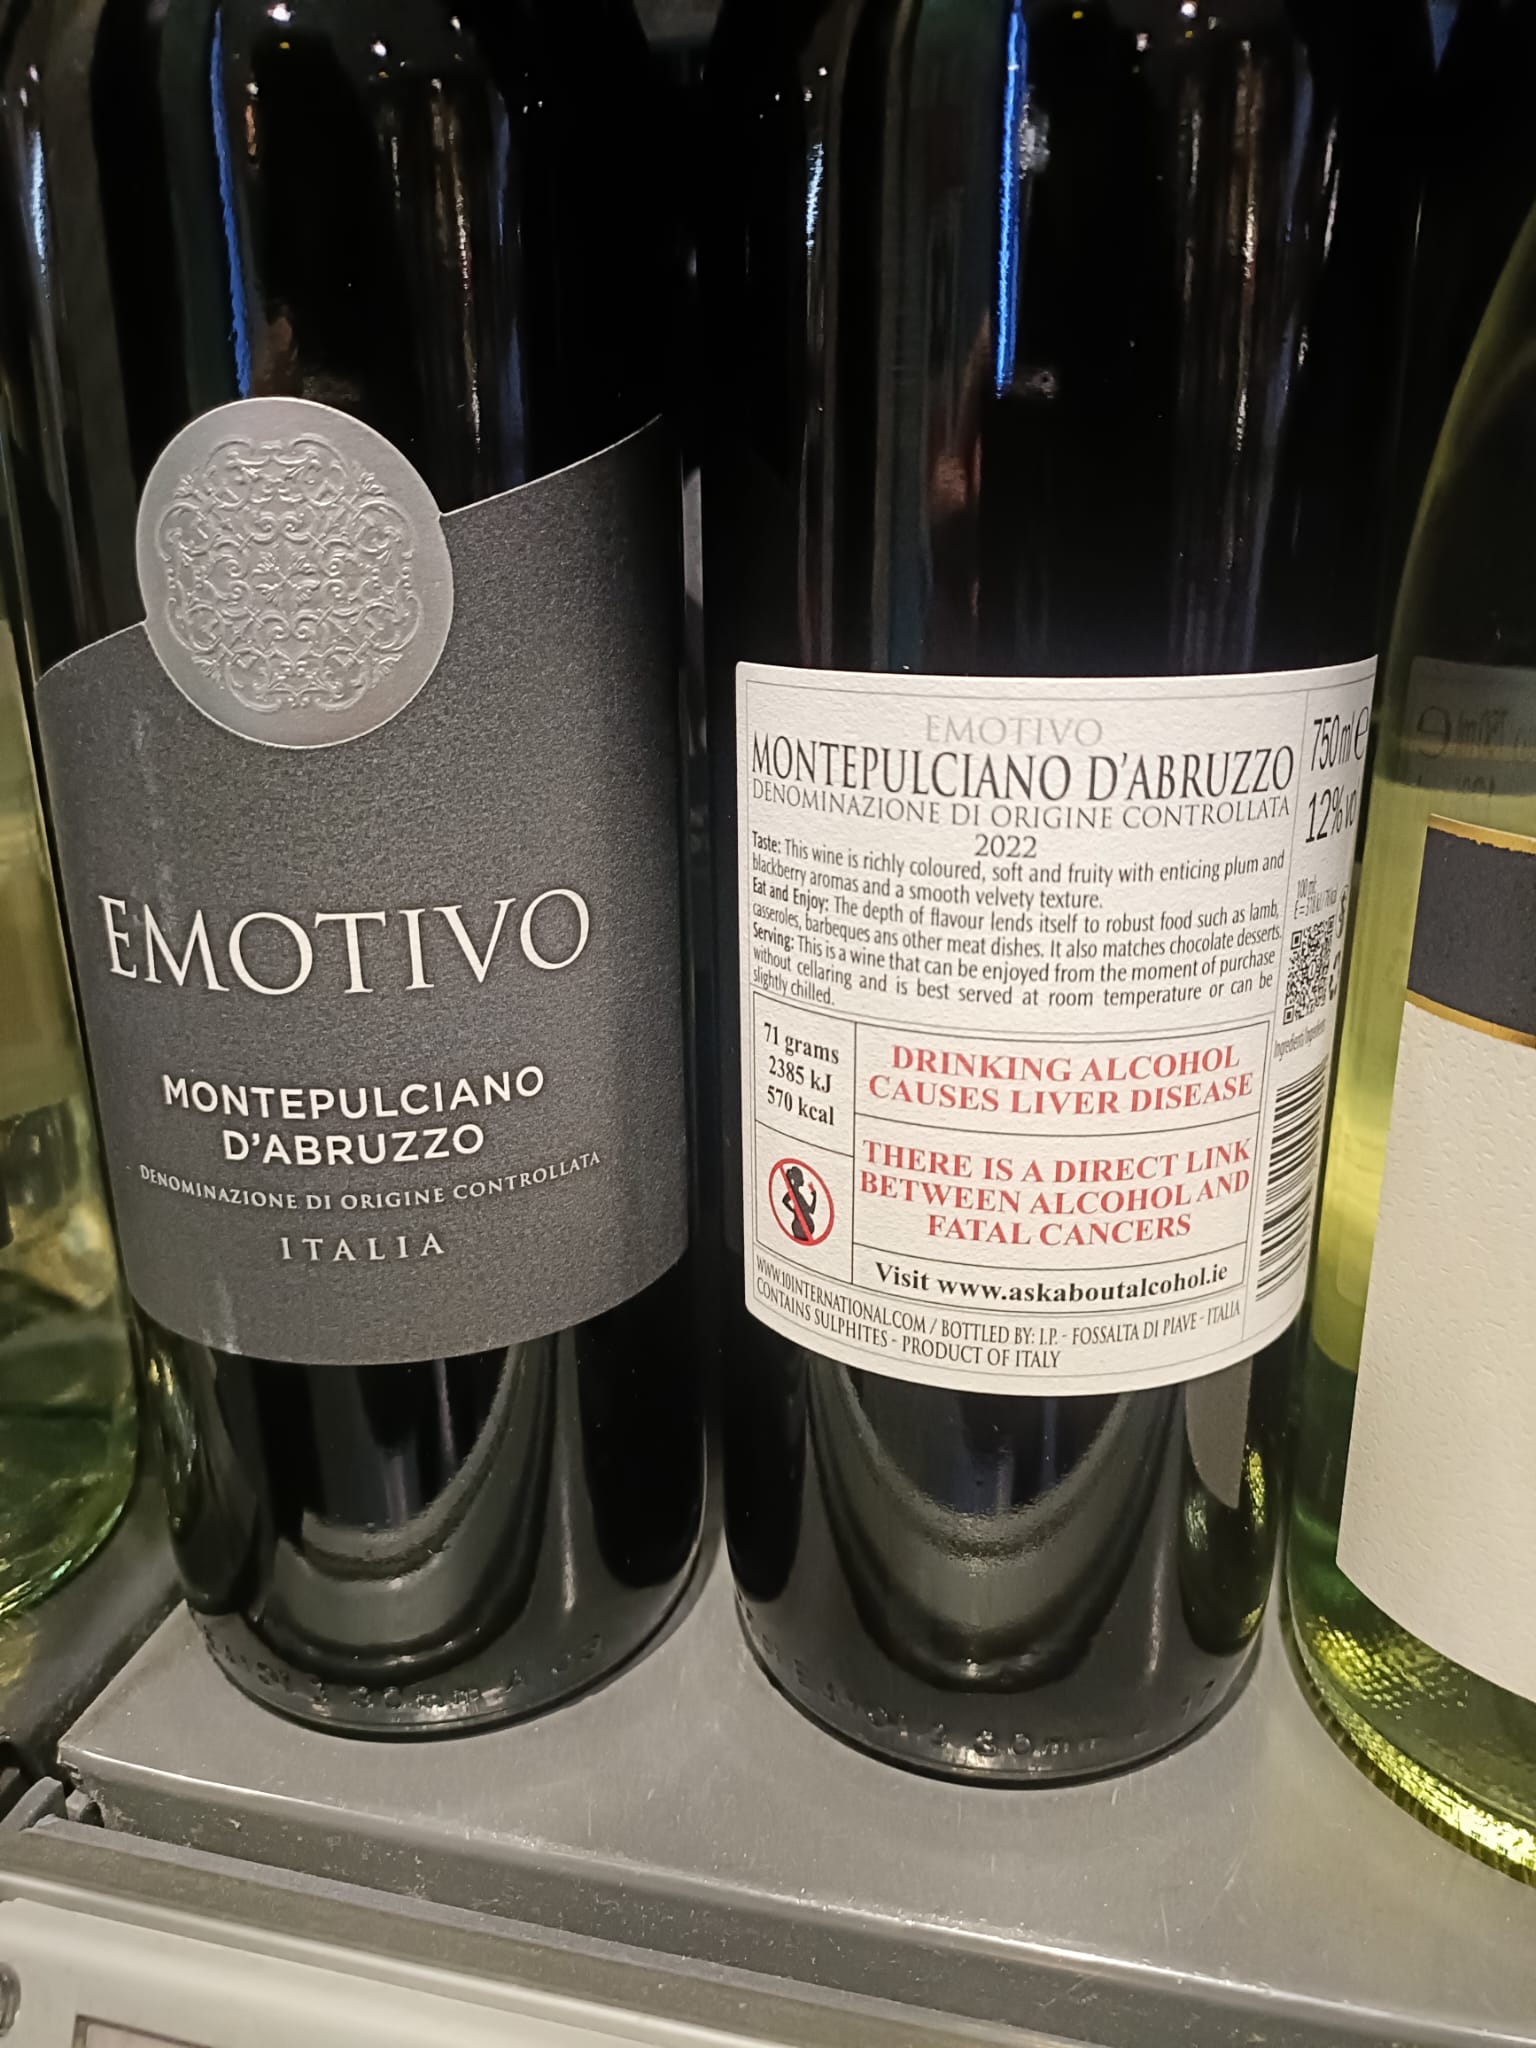 EMOTIVO
MONTEPULCIANO
D'ABRUZZO
DENOMINAZIONE DI ORIGINE CONTROLLATA
ITALIA
EMOTIVO
MONTEPULCIANO D'ABRUZZO
DENOMINAZIONE DI ORIGINE CONTROLLATA
2022
Taste: This wine is richly coloured, soft and fruity with enticing plum and
blackberry aromas and a smooth velvety texture.
Eat and Enjoy: The depth of flavour lends itself to robust food such as lamb,
casseroles, barbeques ans other meat dishes. It also matches chocolate desserts.
Serving: This is a wine that can be enjoyed from the moment of purchase
without cellaring and is best served at room temperature or can be
slightly chilled.
71 grams
2385 kJ
570 kcal
DRINKING ALCOHOL
CAUSES LIVER DISEASE
THERE IS A DIRECT LINK
BETWEEN ALCOHOL AND
FATAL CANCERS
Visit www.askaboutalcohol.ie
WWW.IOINTERNATIONAL.COM / BOTTLED BY: I.P. - FOSSALTA DI PIAVE - ITALIA
CONTAINS SULPHITES - PRODUCT OF ITALY
750 ml e
12% vo
100 ml: